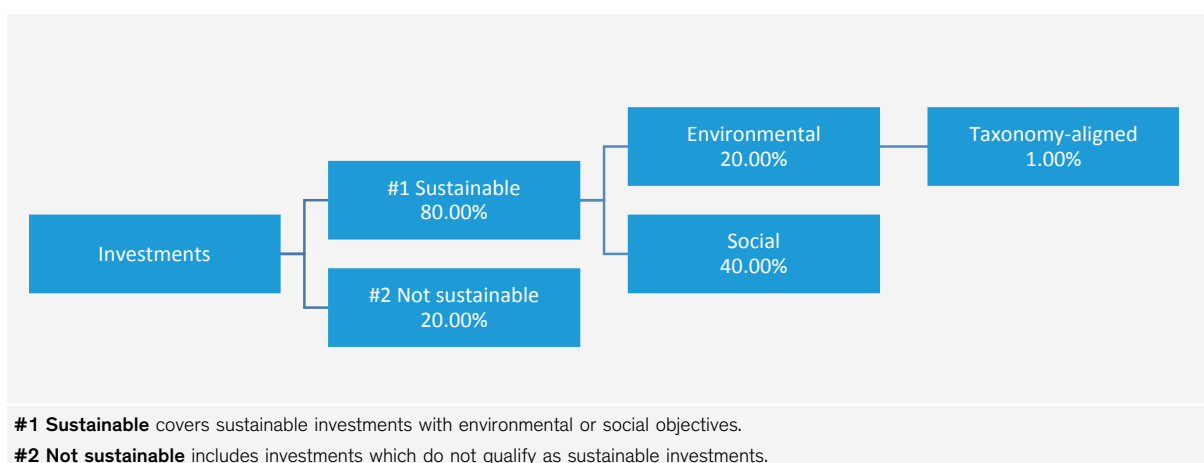 Environmental
20.00%
Taxonomy-aligned
1.00%
#1 Sustainable
80.00%
Investments
Social
40.00%
#2 Not sustainable
20.00%
#1 Sustainable covers sustainable investments with environmental or social objectives.
#2 Not sustainable includes investments which do not qualify as sustainable investments.